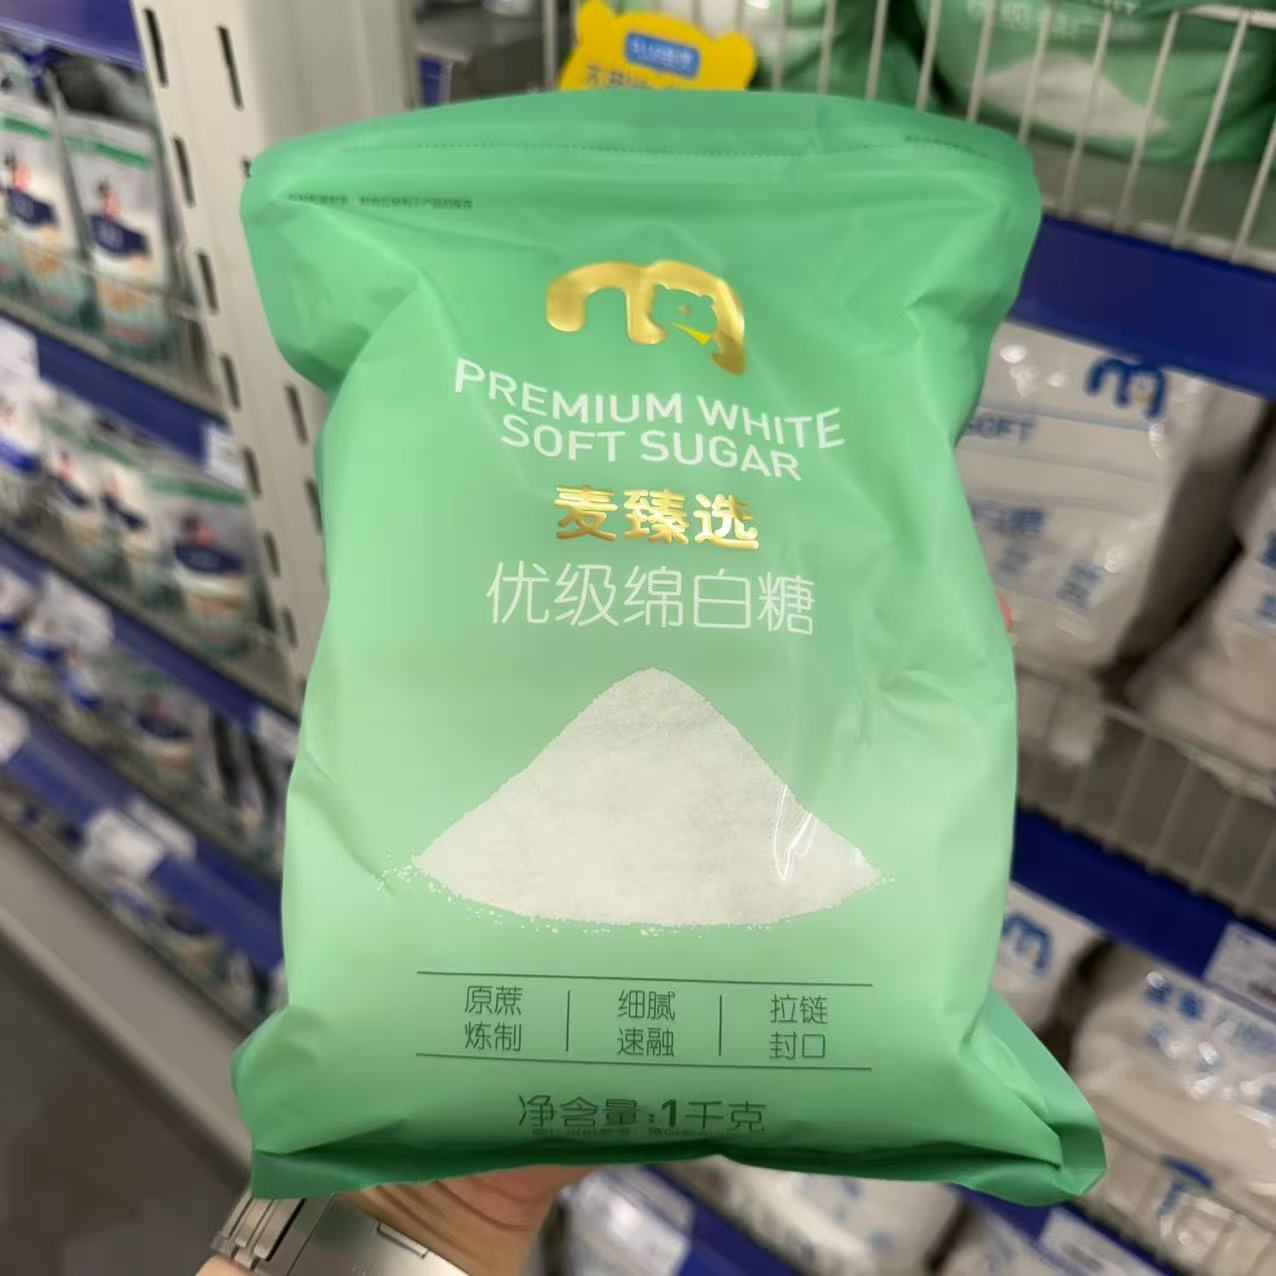 PREMIUM WHITE
SOFT SUGAR
麦臻选
优级绵白糖
原蔗
炼制
细腻
速融
拉链
封口
净含量:1千克
SOFT